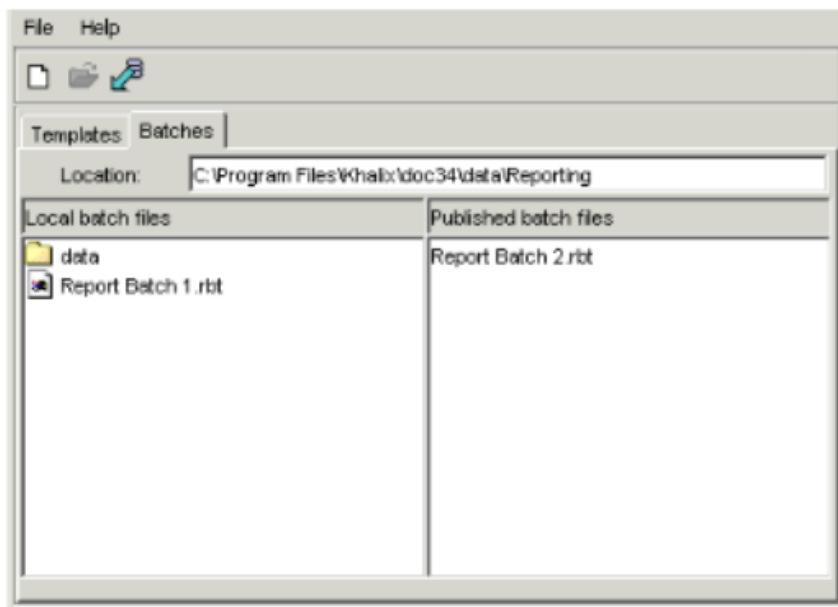 File Help
Templates Batches
Location: C:\Program Files\Khalix\doc34\data\Reporting
Local batch files Published batch files
data Report Batch 2.rbt
Report Batch 1.rbt